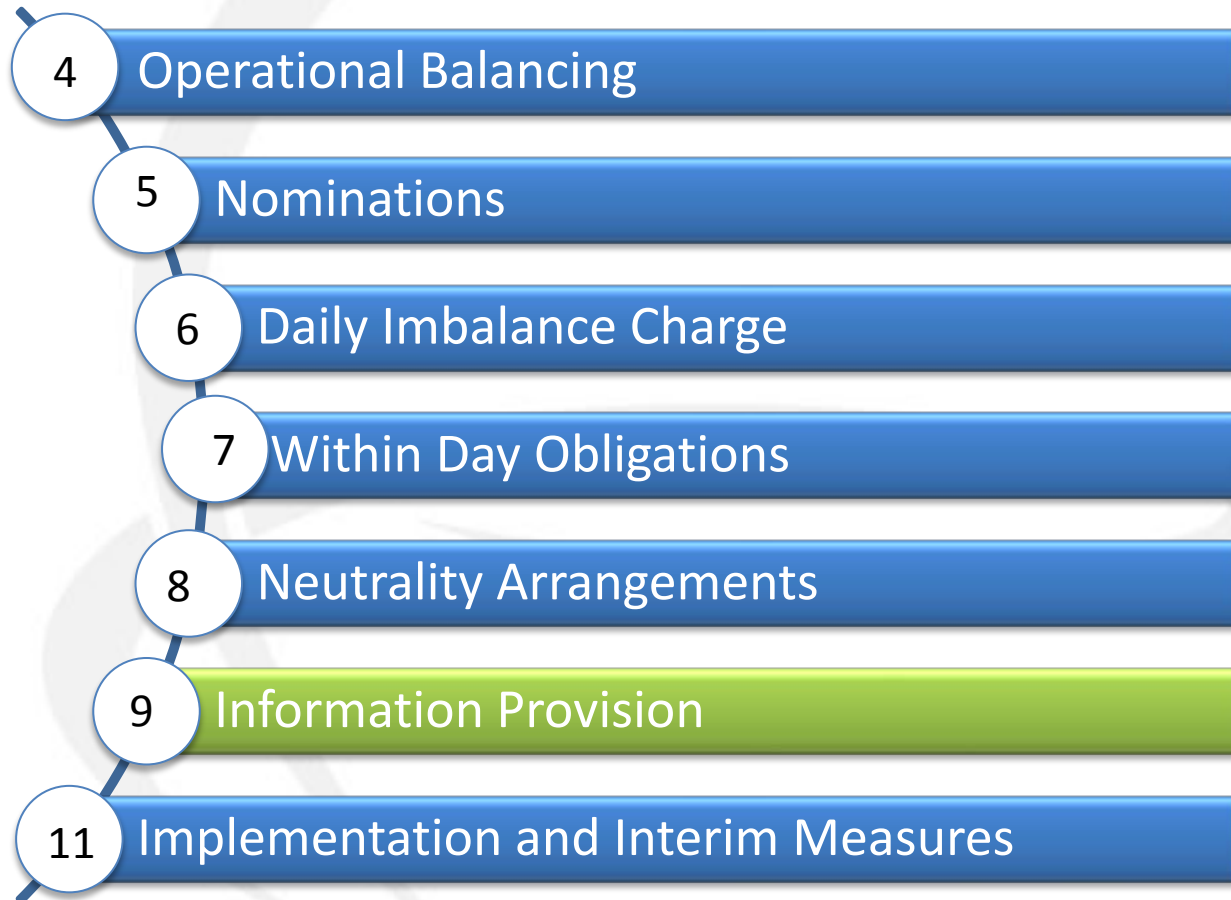 4 Operational Balancing
5 Nominations
6 Daily Imbalance Charge
7 Within Day Obligations
8 Neutrality Arrangements
9 Information Provision
11 Implementation and Interim Measures